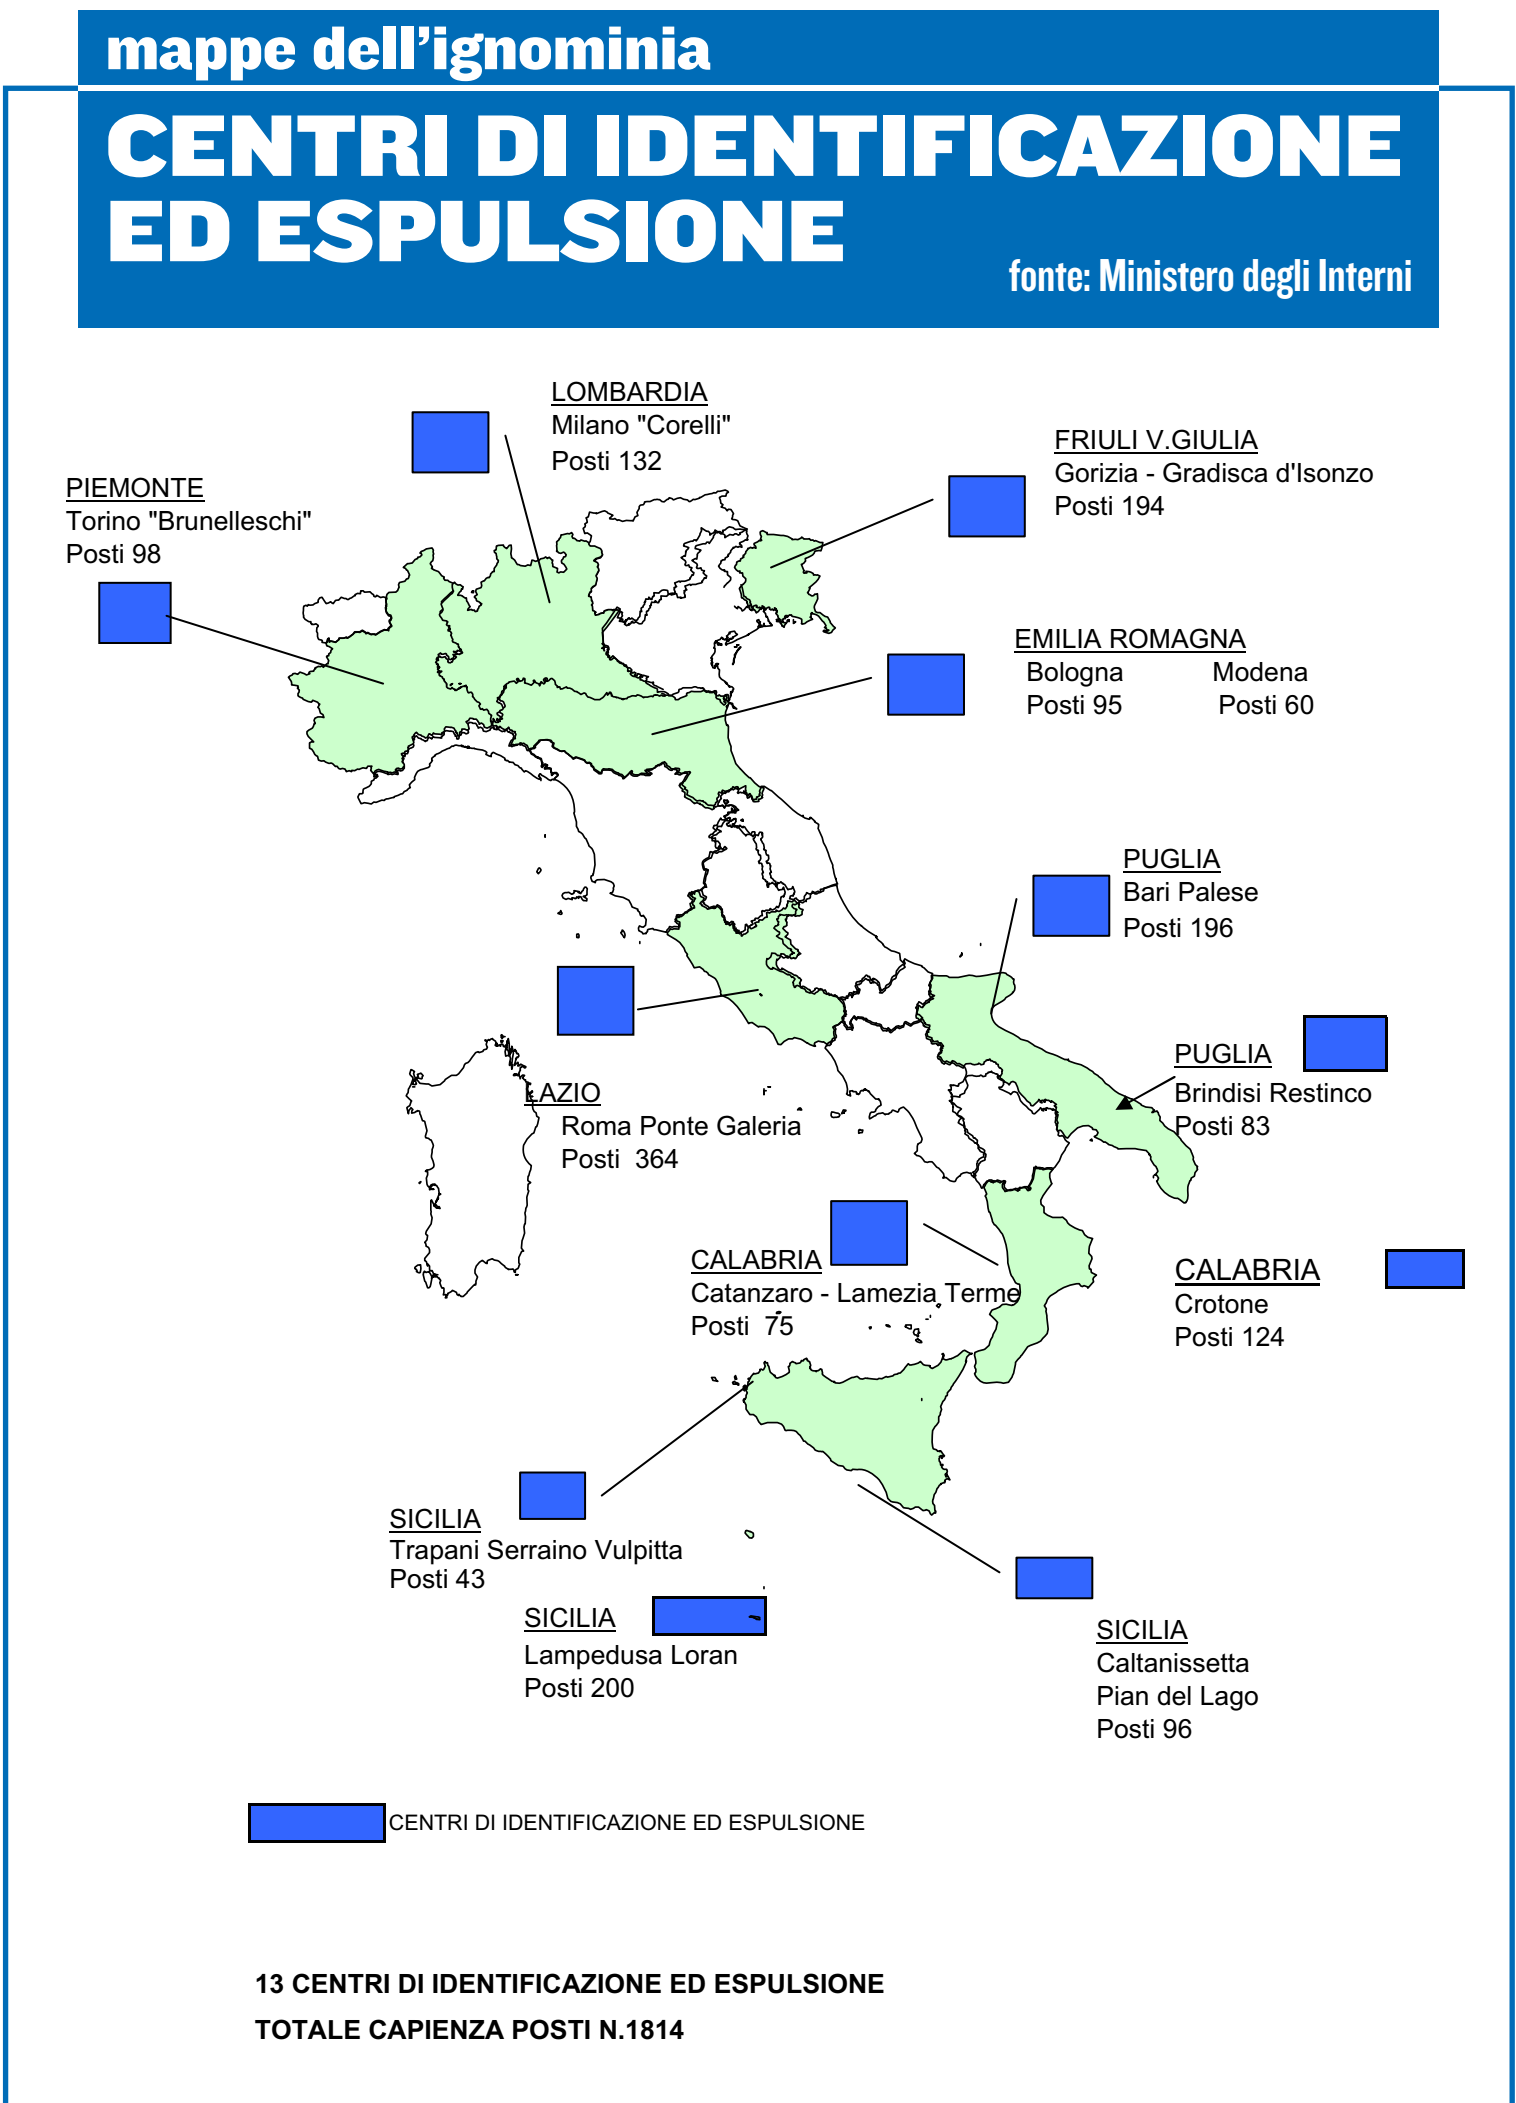 mappe dell'ignominia
CENTRI DI IDENTIFICAZIONE
ED ESPULSIONE
fonte: Ministero degli Interni
LOMBARDIA
Milano "Corelli"
Posti 132
FRIULI V.GIULIA
Gorizia - Gradisca d'Isonzo
Posti 194
PIEMONTE
Torino "Brunelleschi"
Posti 98
EMILIA ROMAGNA
Bologna Modena
Posti 95 Posti 60
PUGLIA
Bari Palese
Posti 196
PUGLIA
Brindisi Restinco
Posti 83
LAZIO
Roma Ponte Galeria
Posti 364
CALABRIA
Catanzaro - Lamezia Terme
Posti 75
CALABRIA
Crotone
Posti 124
SICILIA
Trapani Serraino Vulpitta
Posti 43
SICILIA
Lampedusa Loran
Posti 200
SICILIA
Caltanissetta
Pian del Lago
Posti 96
CENTRI DI IDENTIFICAZIONE ED ESPULSIONE
13 CENTRI DI IDENTIFICAZIONE ED ESPULSIONE
TOTALE CAPIENZA POSTI N.1814